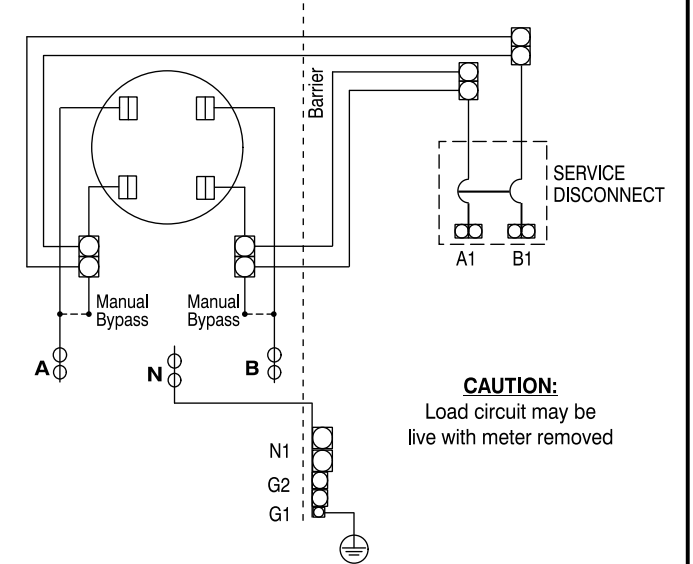 Barrier
SERVICE
DISCONNECT
A1
B1
Manual
Bypass
Manual
Bypass
A
N
B
CAUTION:
Load circuit may be
live with meter removed
N1
G2
G1